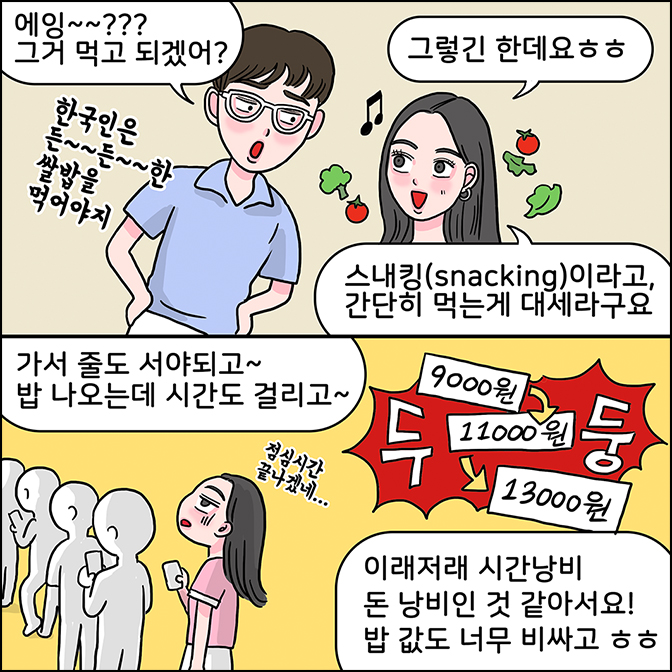 에잉~~???
그거 먹고 되겠어?
그렇긴 한데요ㅎㅎ
한국인은
든~~든~~한
쌀밥을
먹어야지
스내킹(snacking)이라고,
간단히 먹는게 대세라구요
가서 줄도 서야되고~
밥 나오는데 시간도 걸리고~
9000원
두 11000원 둥
13000원
점심시간
끝나겠네...
이래저래 시간낭비
돈 낭비인 것 같아서요!
밥 값도 너무 비싸고 ㅎㅎ